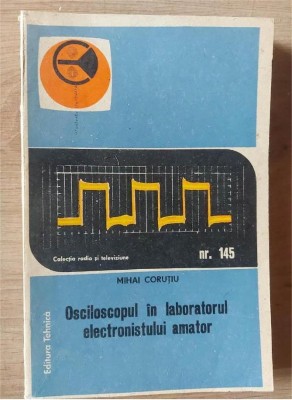 Colecția radio și televiziune
nr. 145
MIHAI CORUȚIU
Osciloscopul în laboratorul
electronistului amator
Editura Tehnică